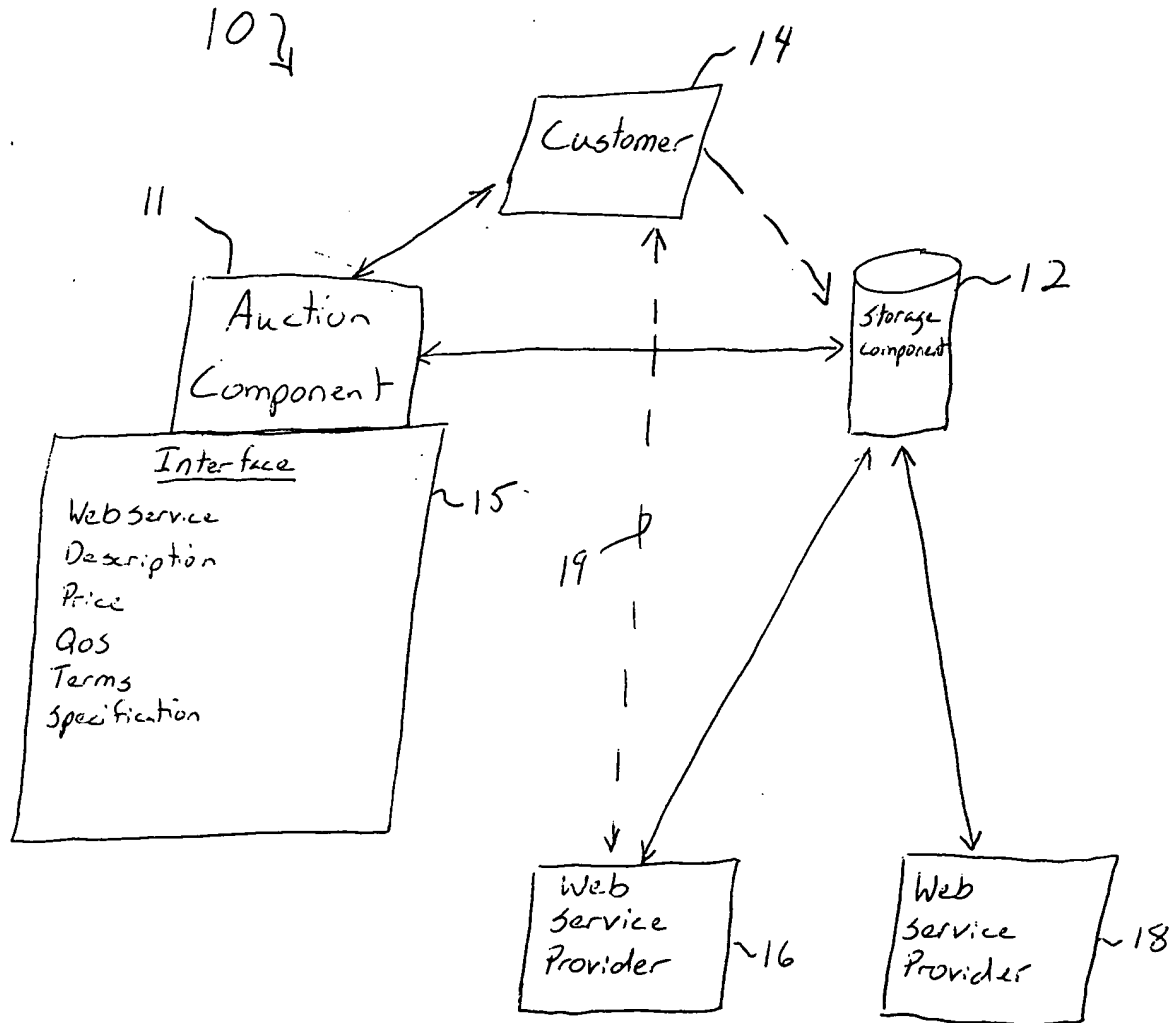 10
14
Customer
11
Auction
Component
12
Storage
Component
Interface
15
Web service
Description
Price
QoS
Terms
Specification
19
Web
Service
Provider
16
Web
Service
Provider
18